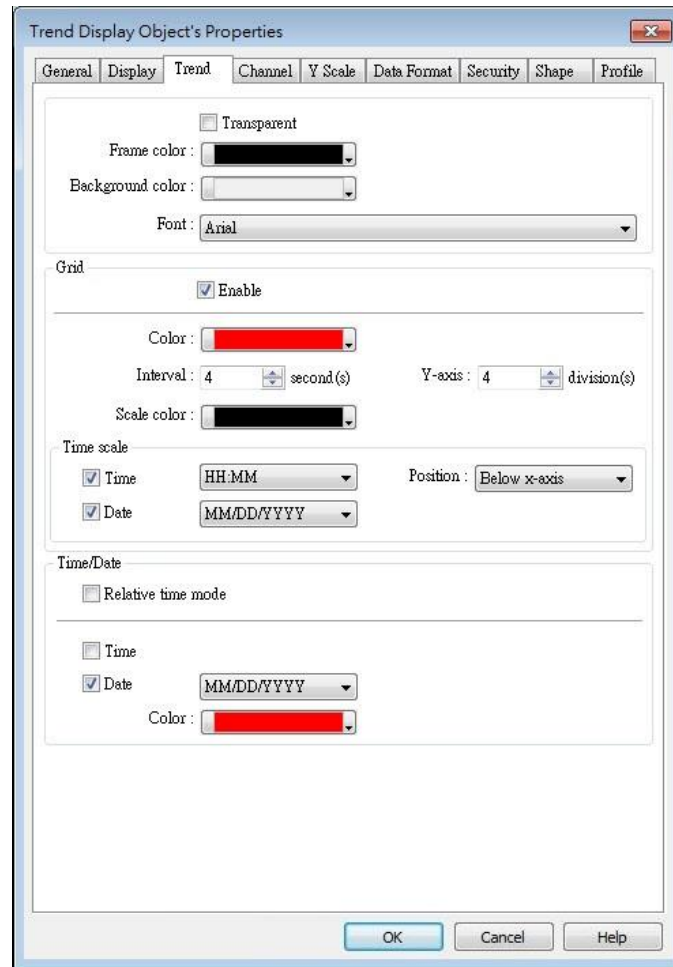 Trend Display Object's Properties
General Display Trend Channel Y Scale Data Format Security Shape Profile
Transparent
Frame color :
Background color :
Font : Arial
Grid
Enable
Color :
Interval : 4 second(s) Y-axis : 4 division(s)
Scale color :
Time scale
Time HH:MM Position : Below x-axis
Date MM/DD/YYYY
Time/Date
Relative time mode
Time
Date MM/DD/YYYY
Color :
OK Cancel Help